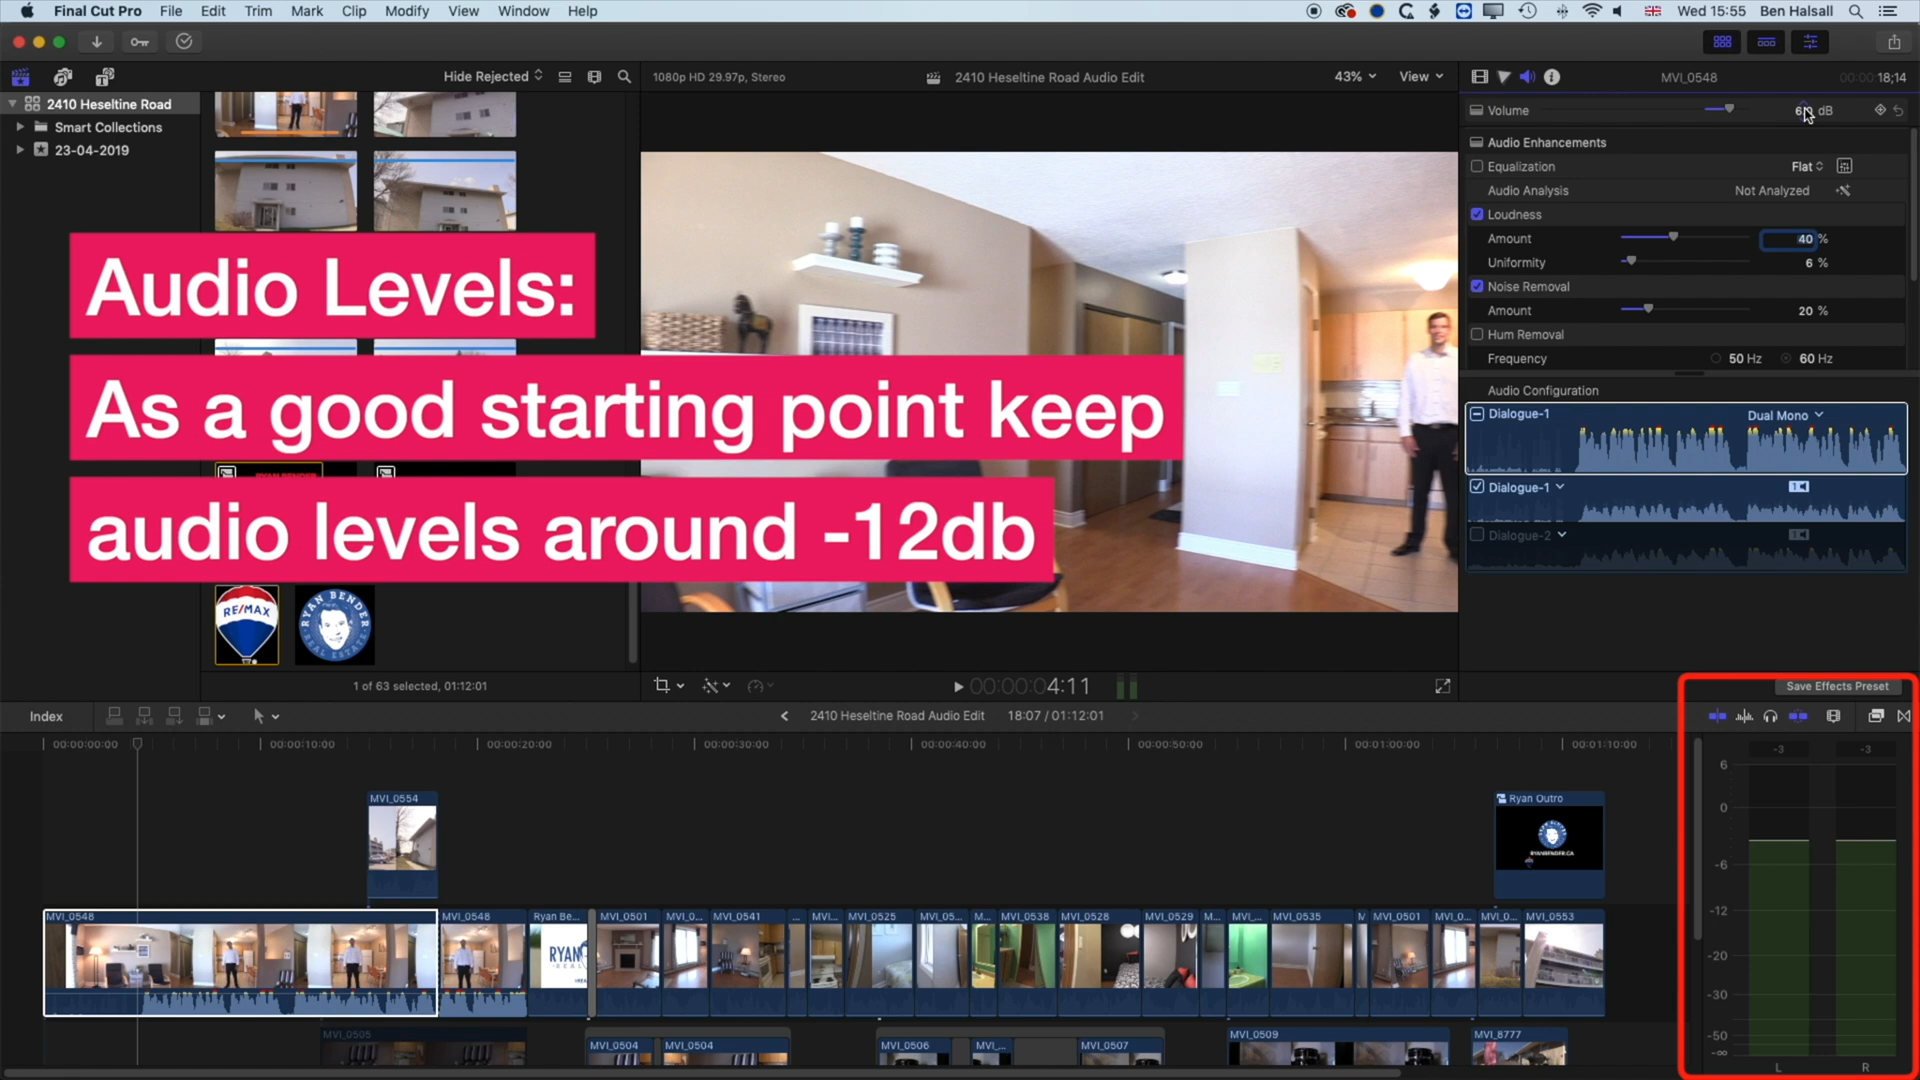 Final Cut Pro File Edit Trim Mark Clip Modify View Window Help
Wed 15:55 Ben Halsall
Hide Rejected
1080p HD 29.97p, Stereo
2410 Heseltine Road Audio Edit
43% View
MVI_0548
00:00:00:18;14
2410 Heseltine Road
Smart Collections
23-04-2019
Volume
dB
Audio Enhancements
Equalization Flat
Audio Analysis Not Analyzed
Loudness
Amount 40 %
Uniformity 6 %
Noise Removal
Amount 20 %
Hum Removal
Frequency 50 Hz 60 Hz
Audio Configuration
Dialogue-1 Dual Mono
Dialogue-1 1
Dialogue-2 1
Audio Levels:
As a good starting point keep
audio levels around -12db
RE/MAX
RYAN BENDER
REAL ESTATE
1 of 63 selected, 01:12:01
00:00:00:04:11
Save Effects Preset
Index
2410 Heseltine Road Audio Edit 18:07 / 01:12:01
00:00:00:00 00:00:10:00 00:00:20:00 00:00:30:00 00:00:40:00 00:00:50:00 00:01:00:00 00:01:10:00
-3 -3
6
0
-6
-12
-20
-30
-50
-∞
L R
MVI_0554
Ryan Outro
RYANBENDER.CA
MVI_0548 MVI_0548 Ryan Be... MVI_0501 M... MVI_0541 ... MVI... MVI_0525 MVI_05... M... MVI_0538 MVI_0528 MVI_0529 M... MVI_... MVI_0535 M MVI_0501 MVI_0... MVI_0... MVI_0553
RYAN
MVI_0505
MVI_0504 MVI_0504 MVI_0506 MVI_... MVI_0507 MVI_0509 MVI_8777